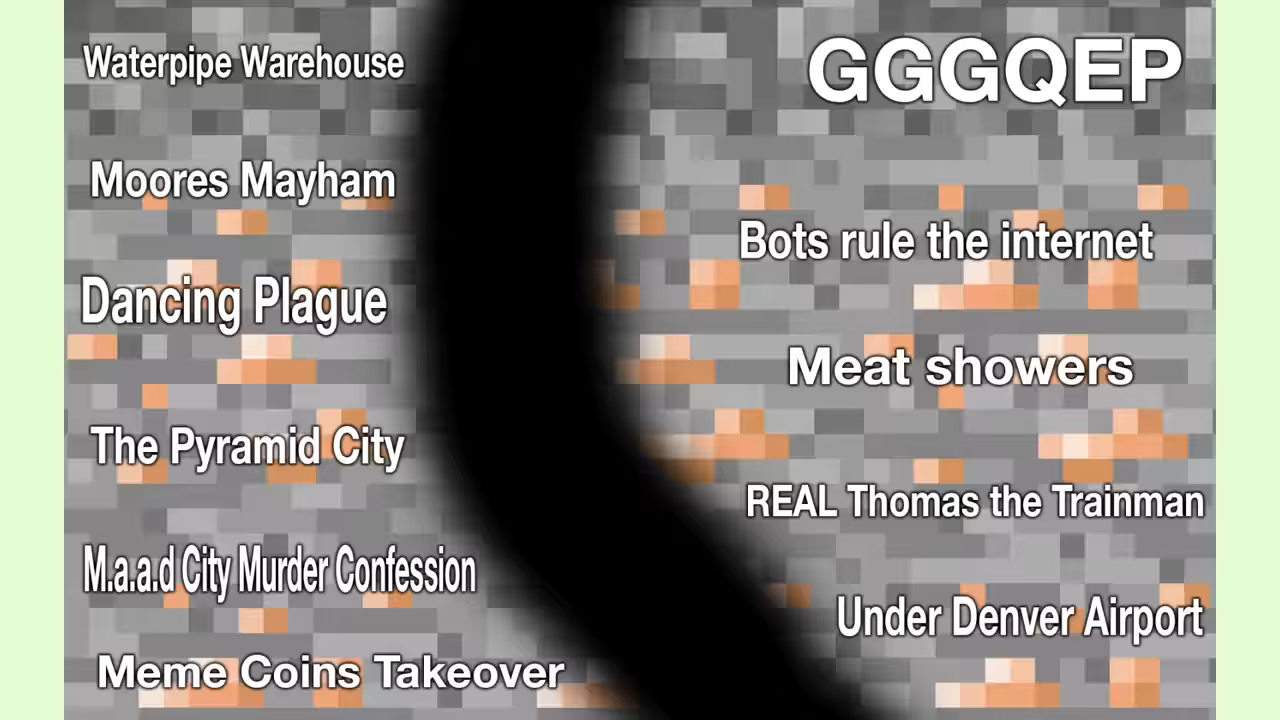 Waterpipe Warehouse
GGGQEP
Moores Mayham
Bots rule the internet
Dancing Plague
Meat showers
The Pyramid City
REAL Thomas the Trainman
M.a.a.d City Murder Confession
Under Denver Airport
Meme Coins Takeover